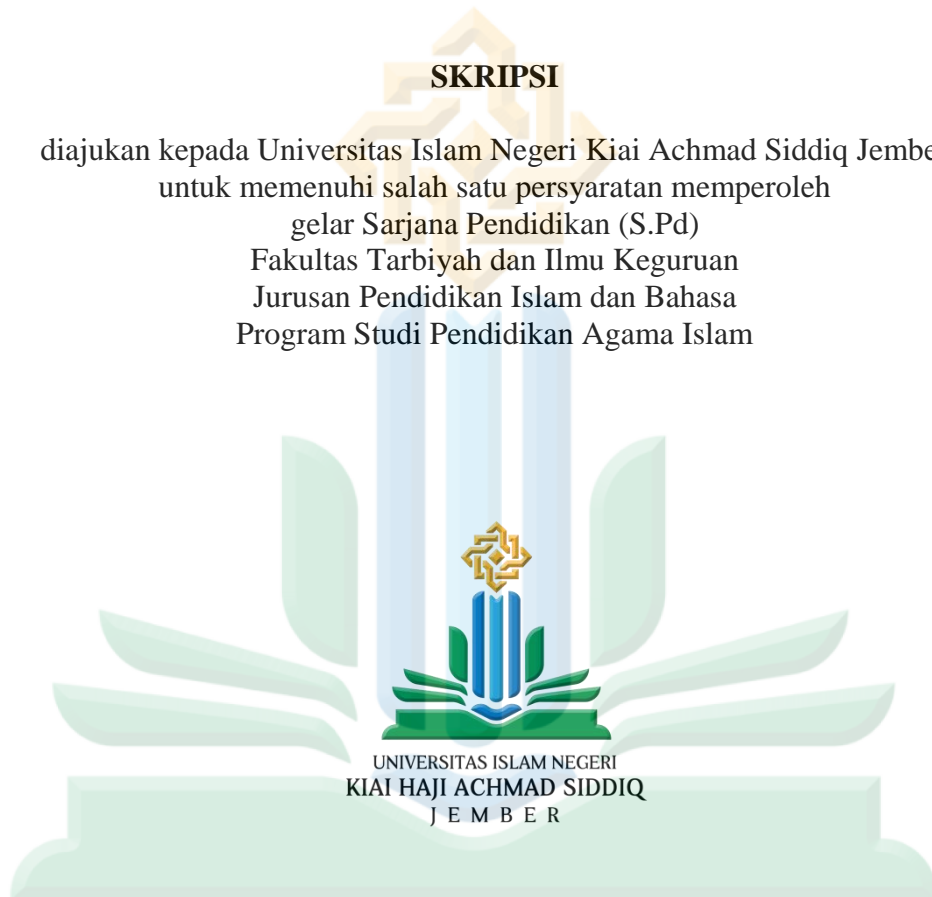 SKRIPSI
diajukan kepada Universitas Islam Negeri Kiai Achmad Siddiq Jembe
untuk memenuhi salah satu persyaratan memperoleh
gelar Sarjana Pendidikan (S.Pd)
Fakultas Tarbiyah dan Ilmu Keguruan
Jurusan Pendidikan Islam dan Bahasa
Program Studi Pendidikan Agama Islam
UNIVERSITAS ISLAM NEGERI
KIAI HAJI ACHMAD SIDDIQ
J E M B E R